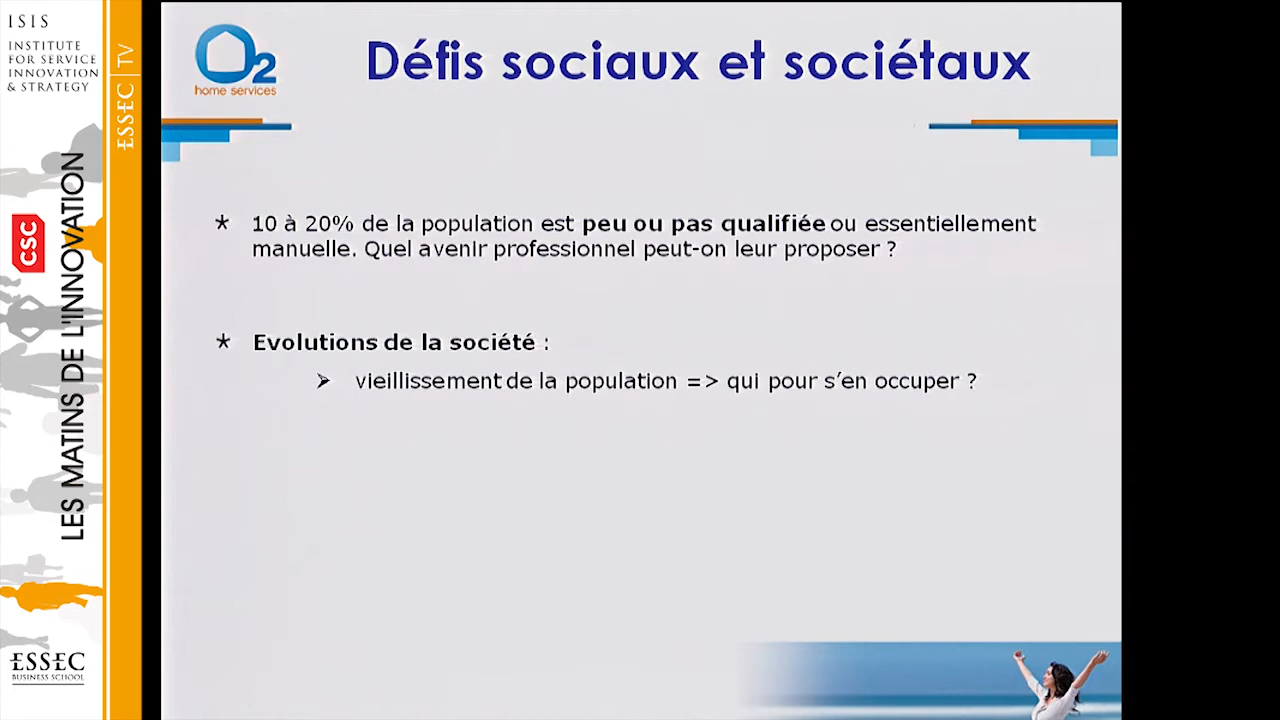 ISIS
INSTITUTE
FOR SERVICE
INNOVATION
& STRATEGY
ESSEC | TV
CSC
LES MATINS DE L'INNOVATION
ESSEC
BUSINESS SCHOOL
O2
home services
Défis sociaux et sociétaux
* 10 à 20% de la population est peu ou pas qualifiée ou essentiellement
manuelle. Quel avenir professionnel peut-on leur proposer ?
* Evolutions de la société :
➢ vieillissement de la population => qui pour s’en occuper ?